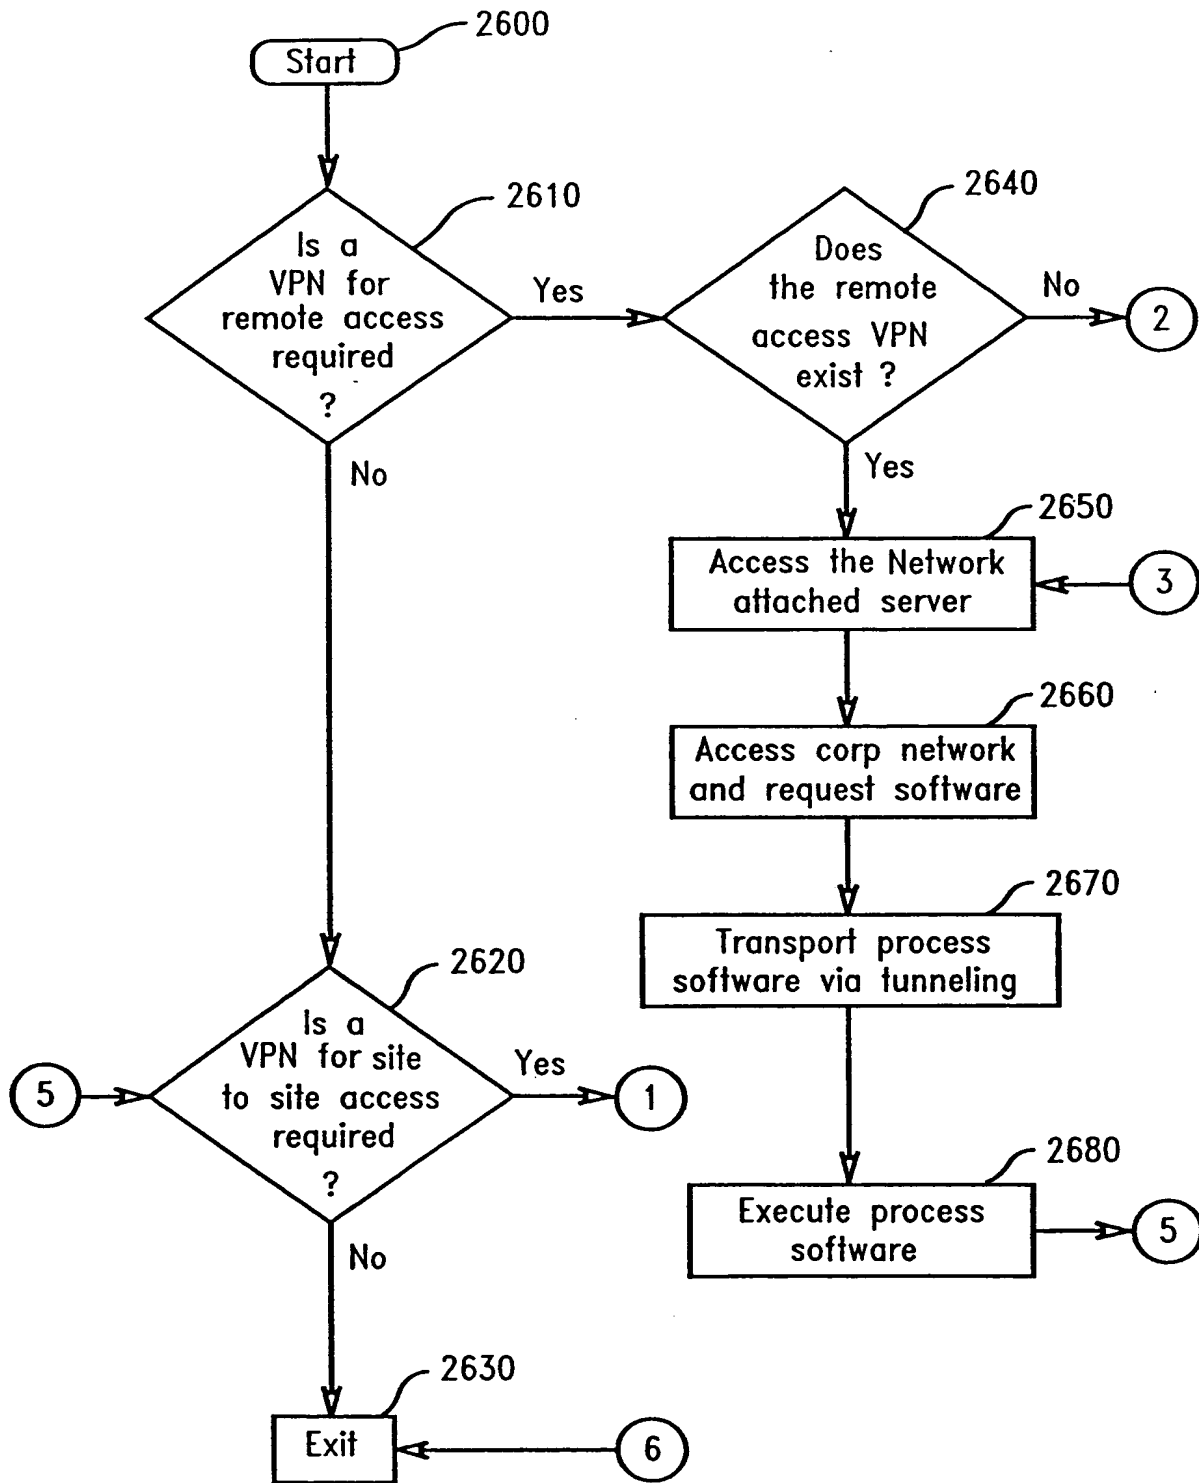 2600
Start
2610
Is a
VPN for
remote access
required
?
Yes
No
2640
Does
the remote
access VPN
exist ?
No
2
Yes
2650
Access the Network
attached server
3
2660
Access corp network
and request software
2670
Transport process
software via tunneling
2680
Execute process
software
5
2620
Is a
VPN for site
to site access
required
?
5
Yes
1
No
2630
Exit
6